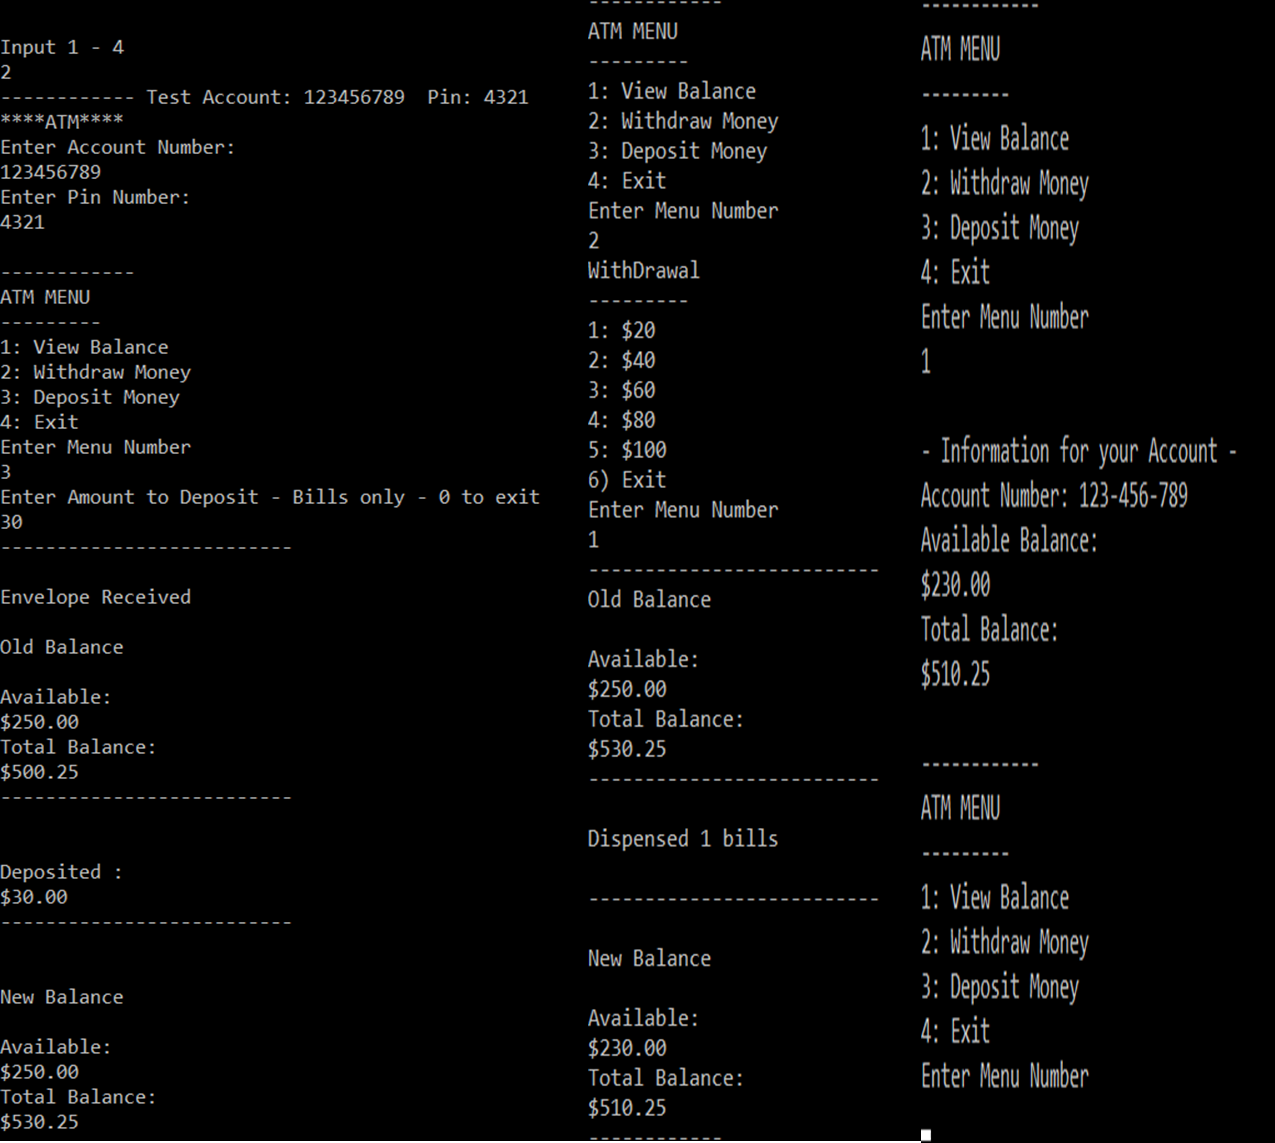 Input 1 - 4
2
------------ Test Account: 123456789  Pin: 4321
****ATM****
Enter Account Number:
123456789
Enter Pin Number:
4321
------------
ATM MENU
---------
1: View Balance
2: Withdraw Money
3: Deposit Money
4: Exit
Enter Menu Number
3
Enter Amount to Deposit - Bills only - 0 to exit
30
--------------------------
Envelope Received
Old Balance
Available:
$250.00
Total Balance:
$500.25
--------------------------
Deposited :
$30.00
--------------------------
New Balance
Available:
$250.00
Total Balance:
$530.25
------------
ATM MENU
---------
1: View Balance
2: Withdraw Money
3: Deposit Money
4: Exit
Enter Menu Number
2
WithDrawal
---------
1: $20
2: $40
3: $60
4: $80
5: $100
6) Exit
Enter Menu Number
1
--------------------------
Old Balance
Available:
$250.00
Total Balance:
$530.25
--------------------------
Dispensed 1 bills
--------------------------
New Balance
Available:
$230.00
Total Balance:
$510.25
------------
------------
ATM MENU
---------
1: View Balance
2: Withdraw Money
3: Deposit Money
4: Exit
Enter Menu Number
1
- Information for your Account -
Account Number: 123-456-789
Available Balance:
$230.00
Total Balance:
$510.25
------------
ATM MENU
---------
1: View Balance
2: Withdraw Money
3: Deposit Money
4: Exit
Enter Menu Number